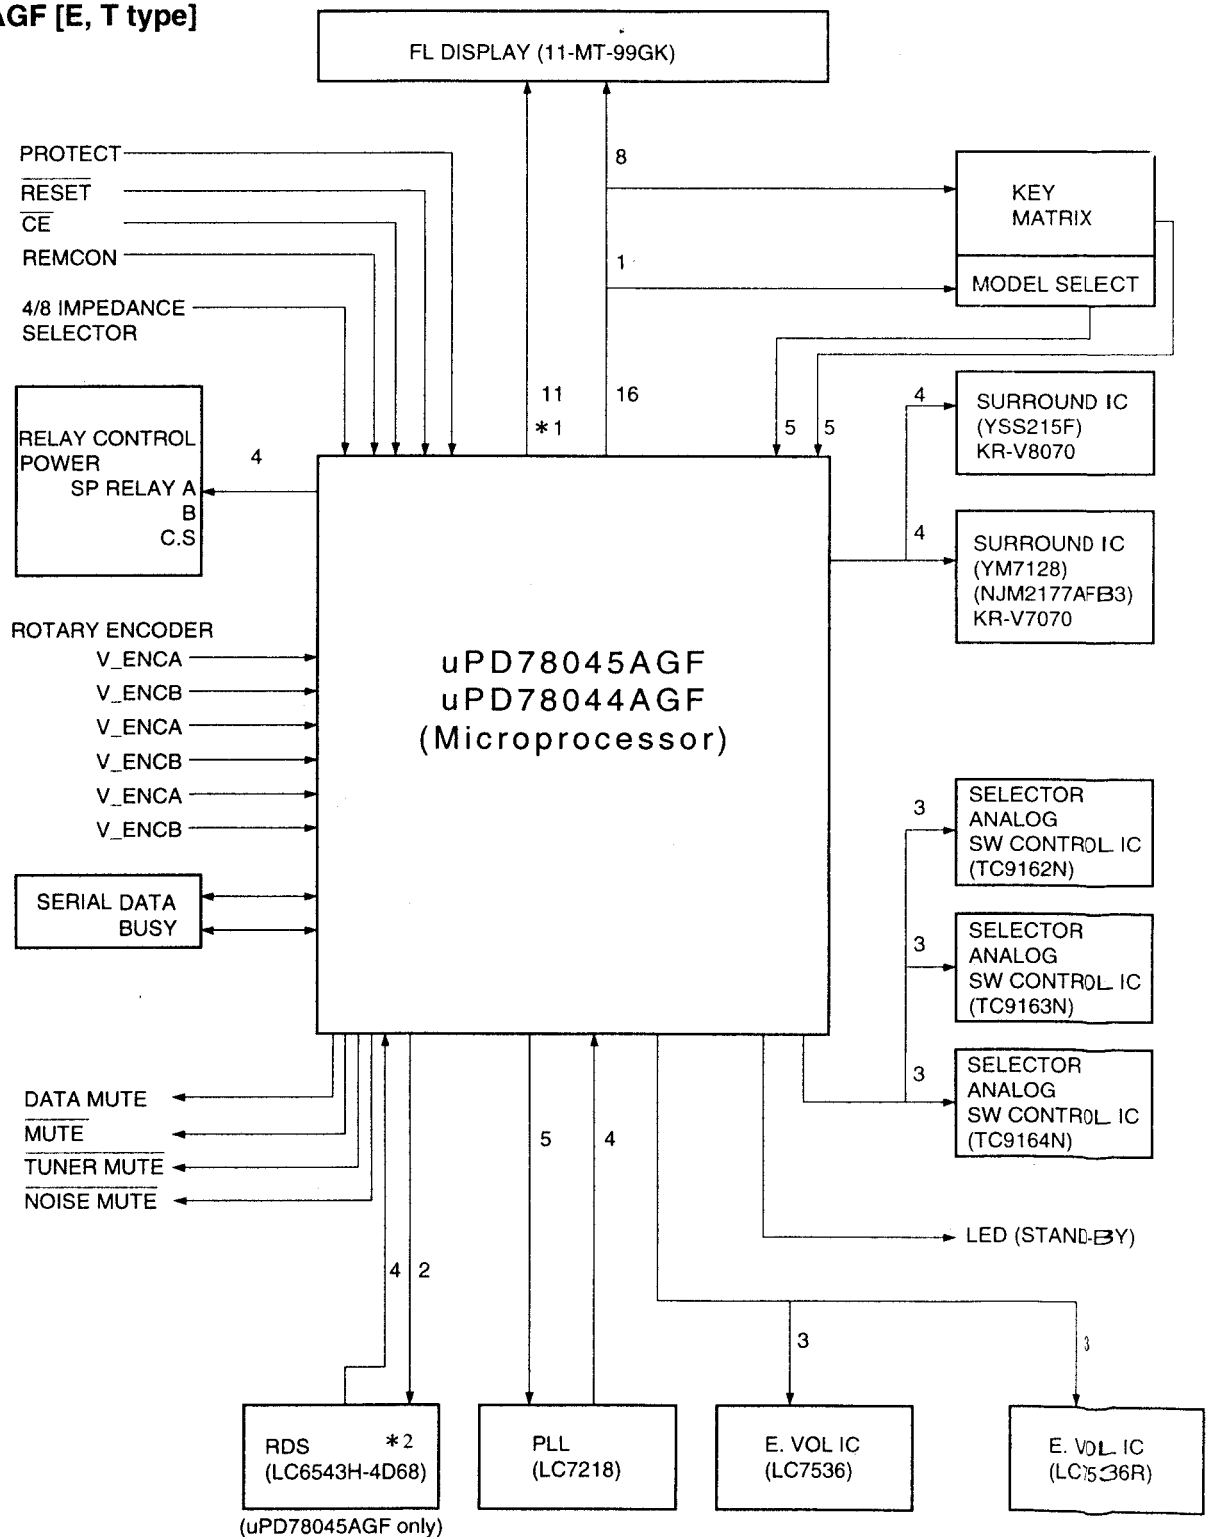 AGF [E, T type]
FL DISPLAY (11-MT-99GK)
PROTECT
RESET
CE
REMCON
4/8 IMPEDANCE
SELECTOR
8
1
KEY
MATRIX
MODEL SELECT
11
*1
16
5
5
RELAY CONTROL
POWER
SP RELAY A
B
C.S
4
4
SURROUND IC
(YSS215F)
KR-V8070
4
SURROUND IC
(YM7128)
(NJM2177AFB3)
KR-V7070
ROTARY ENCODER
V_ENCA
V_ENCB
V_ENCA
V_ENCB
V_ENCA
V_ENCB
uPD78045AGF
uPD78044AGF
(Microprocessor)
SERIAL DATA
BUSY
3
SELECTOR
ANALOG
SW CONTROL IC
(TC9162N)
3
SELECTOR
ANALOG
SW CONTROL IC
(TC9163N)
3
SELECTOR
ANALOG
SW CONTROL IC
(TC9164N)
DATA MUTE
MUTE
TUNER MUTE
NOISE MUTE
5
4
LED (STAND-BY)
4
2
3
3
RDS *2
(LC6543H-4D68)
(uPD78045AGF only)
PLL
(LC7218)
E. VOL IC
(LC7536)
E. VOL IC
(LC7536R)